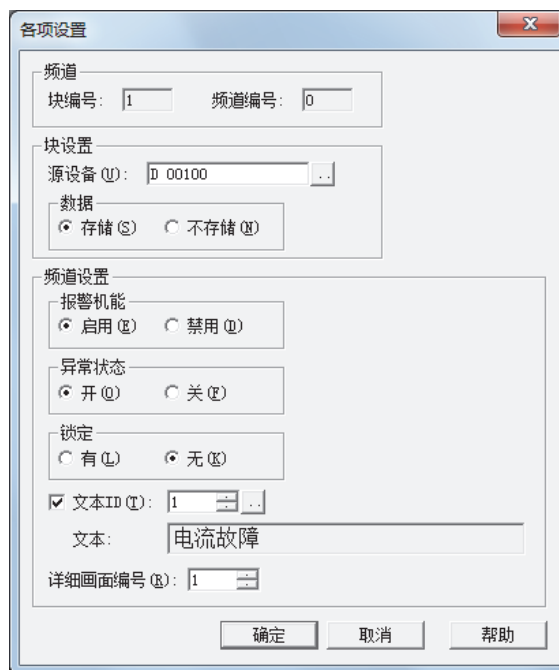 各项设置
频道
块编号: 1 频道编号: 0
块设置
源设备(U): D 00100 ..
数据
存储(S) 不存储(N)
频道设置
报警机能
启用(E) 禁用(D)
异常状态
开(O) 关(F)
锁定
有(L) 无(K)
文本ID(T): 1 ..
文本: 电流故障
详细画面编号(R): 1
确定 取消 帮助